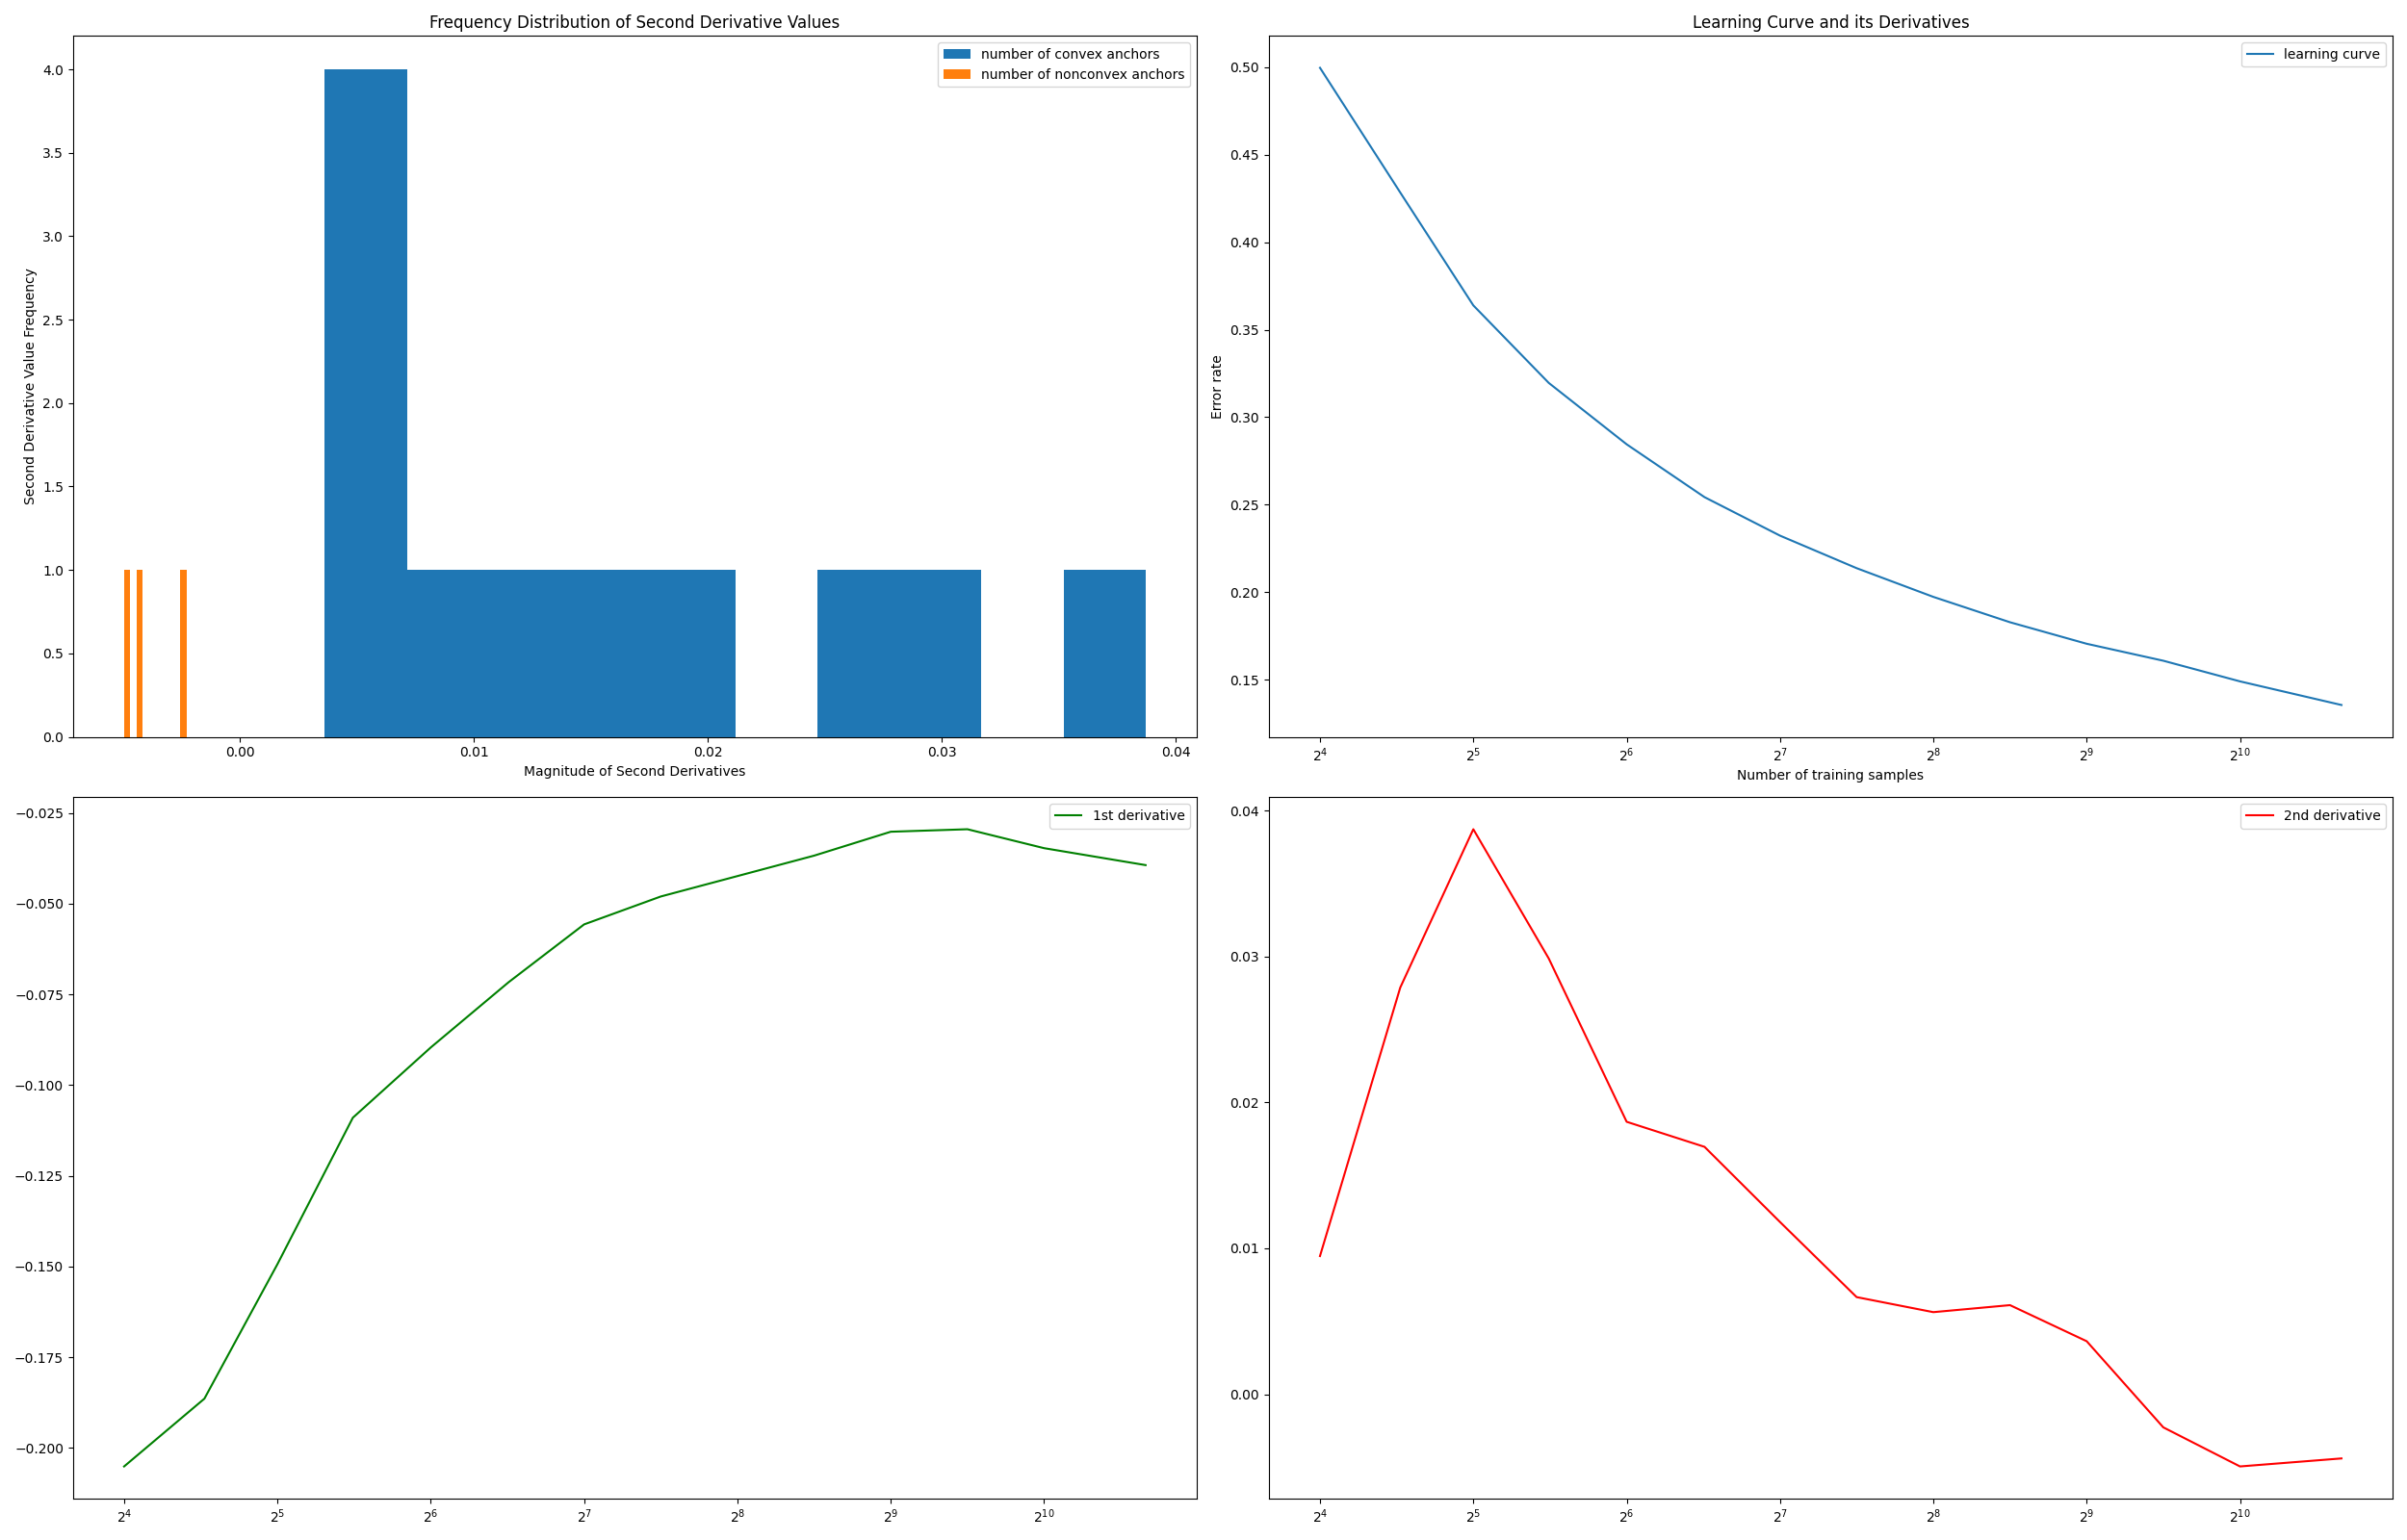 Frequency Distribution of Second Derivative Values
number of convex anchors
number of nonconvex anchors
4.0
3.5
3.0
2.5
2.0
1.5
1.0
0.5
0.0
Second Derivative Value Frequency
0.00 0.01 0.02 0.03 0.04
Magnitude of Second Derivatives
Learning Curve and its Derivatives
learning curve
0.50
0.45
0.40
0.35
0.30
0.25
0.20
0.15
Error rate
2⁴ 2⁵ 2⁶ 2⁷ 2⁸ 2⁹ 2¹⁰
Number of training samples
1st derivative
−0.025
−0.050
−0.075
−0.100
−0.125
−0.150
−0.175
−0.200
2⁴ 2⁵ 2⁶ 2⁷ 2⁸ 2⁹ 2¹⁰
2nd derivative
0.04
0.03
0.02
0.01
0.00
2⁴ 2⁵ 2⁶ 2⁷ 2⁸ 2⁹ 2¹⁰